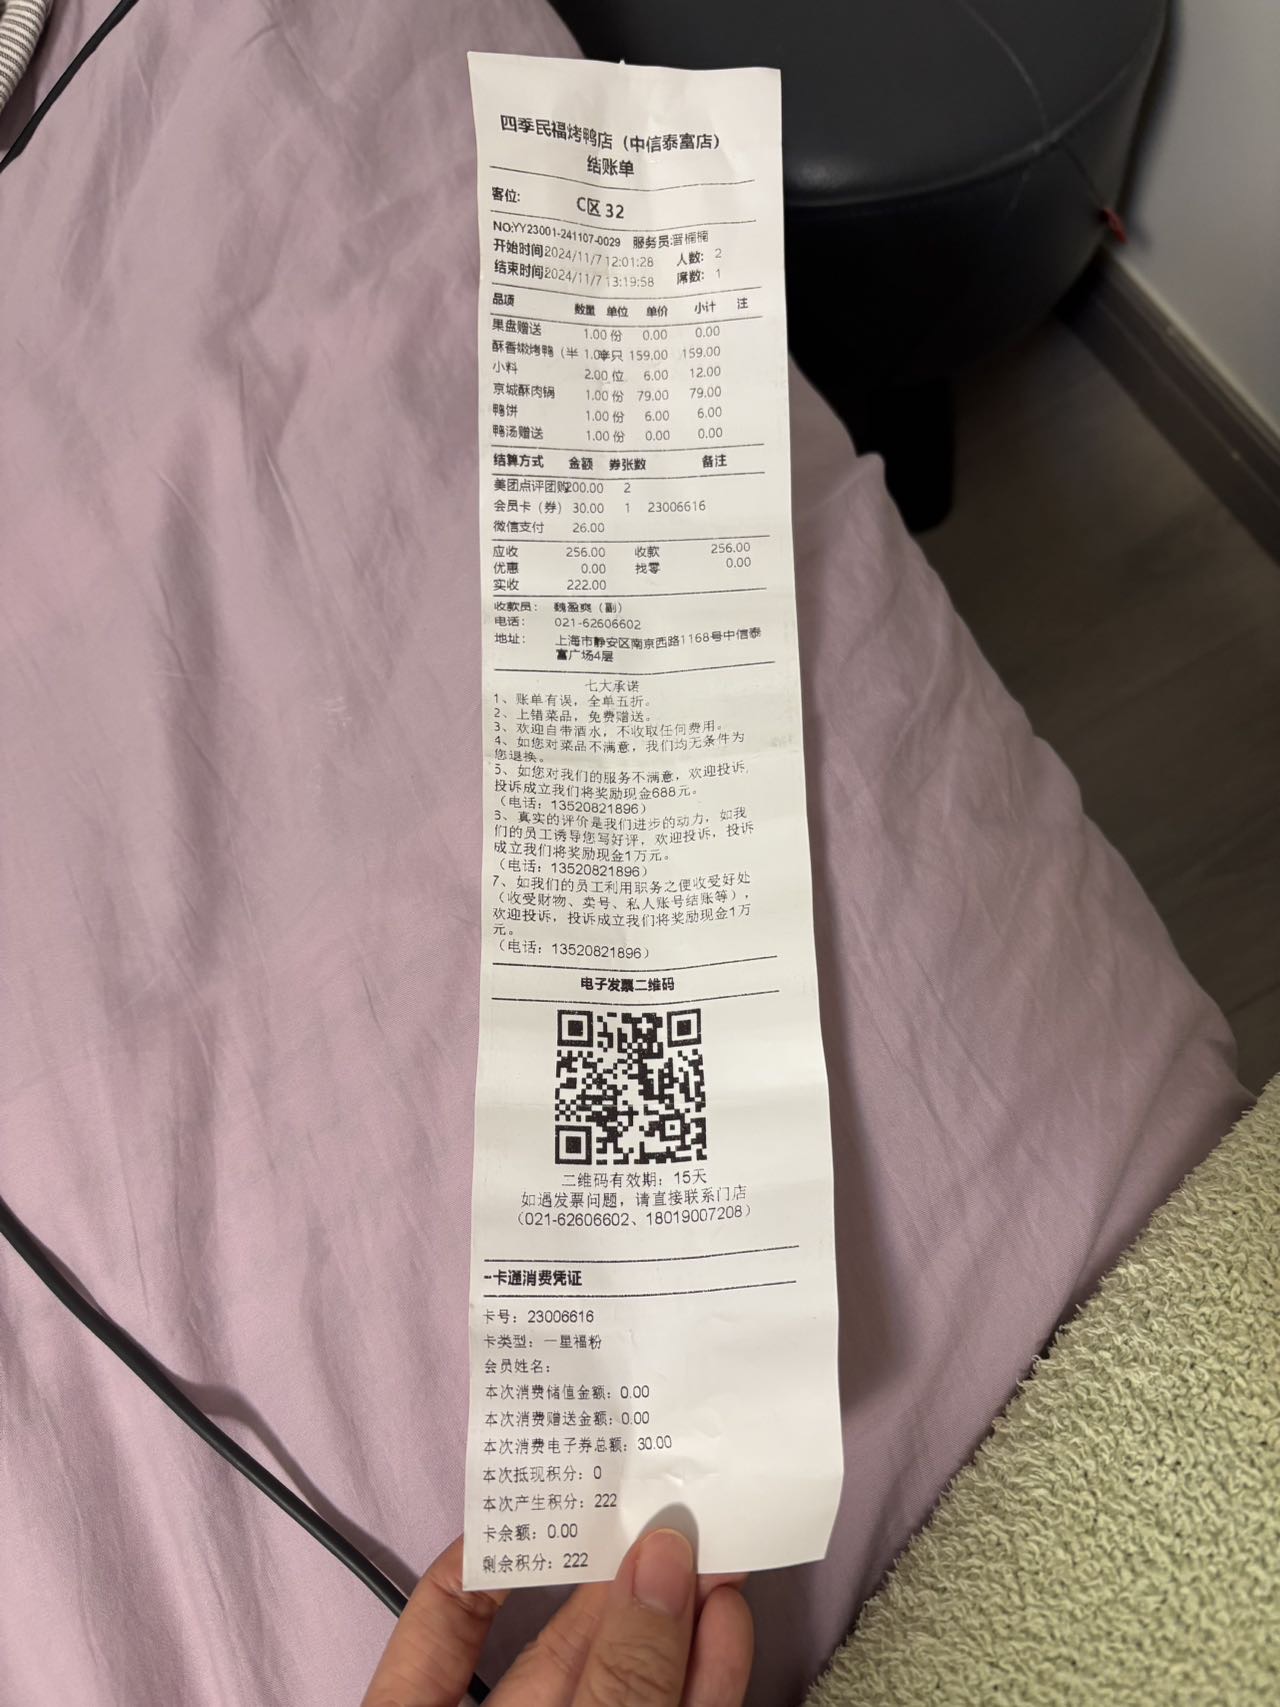 四季民福烤鸭店（中信泰富店）
结账单
客位: C区 32
NO:YY23001-241107-0029 服务员:晋楠楠
开始时间2024/11/7 12:01:28 人数: 2
结束时间2024/11/7 13:19:58 席数: 1
品项 数量 单位 单价 小计 注
果盘赠送 1.00 份 0.00 0.00
酥香嫩烤鸭（半 1.00 只 159.00 159.00
小料 2.00 位 6.00 12.00
京城酥肉锅 1.00 份 79.00 79.00
鸭饼 1.00 份 6.00 6.00
鸭汤赠送 1.00 份 0.00 0.00
结算方式 金额 券张数 备注
美团点评团购200.00 2
会员卡（券） 30.00 1 23006616
微信支付 26.00
应收 256.00 收款 256.00
优惠 0.00 找零 0.00
实收 222.00
收款员: 魏盈爽（副）
电话: 021-62606602
地址: 上海市静安区南京西路1168号中信泰
富广场4层
七大承诺
1、账单有误，全单五折。
2、上错菜品，免费赠送。
3、欢迎自带酒水，不收取任何费用。
4、如您对菜品不满意，我们均无条件为
您退换。
5、如您对我们的服务不满意，欢迎投诉，
投诉成立我们将奖励现金688元。
（电话：13520821896）
6、真实的评价是我们进步的动力，如我
们的员工诱导您写好评，欢迎投诉，投诉
成立我们将奖励现金1万元。
（电话：13520821896）
7、如我们的员工利用职务之便收受好处
（收受财物、卖号、私人账号结账等），
欢迎投诉，投诉成立我们将奖励现金1万
元。
（电话：13520821896）
电子发票二维码
二维码有效期：15天
如遇发票问题，请直接联系门店
（021-62606602、18019007208）
一卡通消费凭证
卡号：23006616
卡类型：一星福粉
会员姓名：
本次消费储值金额：0.00
本次消费赠送金额：0.00
本次消费电子券总额：30.00
本次抵现积分：0
本次产生积分：222
卡余额：0.00
剩余积分：222